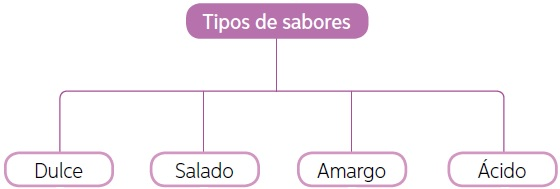 Tipos de sabores
Dulce
Salado
Amargo
Ácido